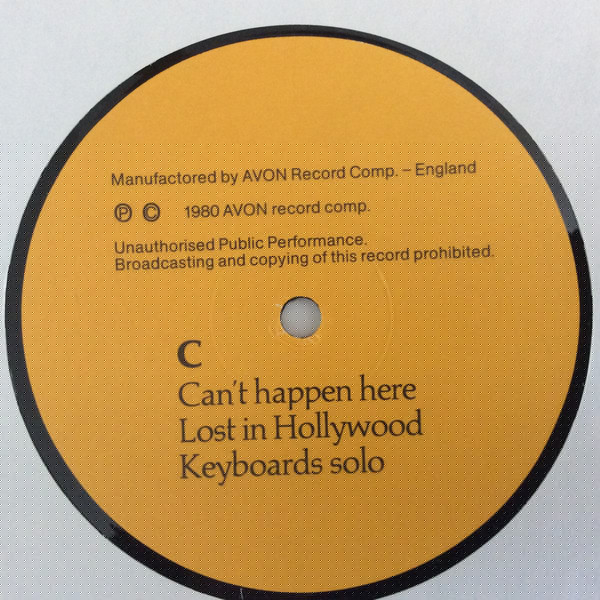 Manufactored by AVON Record Comp. – England
Ⓟ © 1980 AVON record comp.
Unauthorised Public Performance.
Broadcasting and copying of this record prohibited.
C
Can't happen here
Lost in Hollywood
Keyboards solo